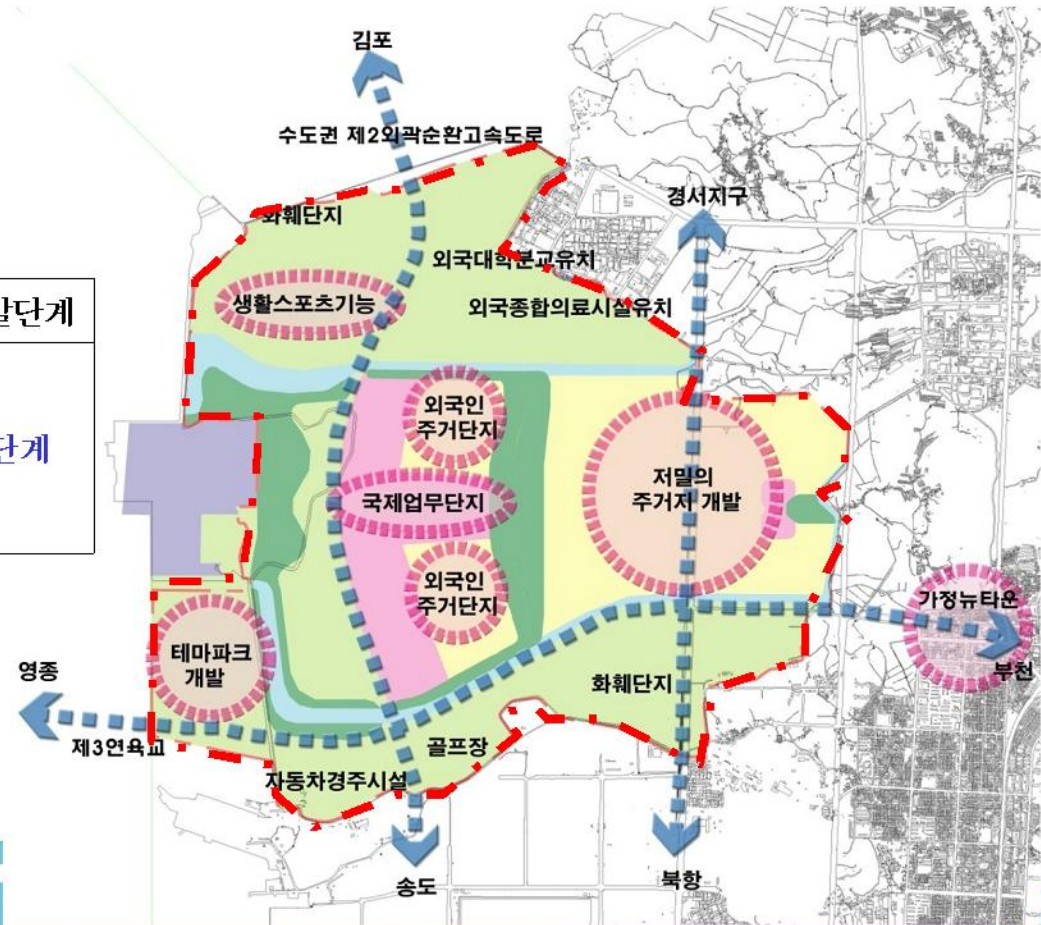 김포
수도권 제2외곽순환고속도로
화훼단지
경서지구
외국대학분교유치
생활스포츠기능
외국종합의료시설유치
발단계
단계
외국인
주거단지
국제업무단지
저밀의
주거지 개발
외국인
주거단지
가정뉴타운
부천
테마파크
개발
영종
제3연육교
화훼단지
골프장
자동차경주시설
송도
북항